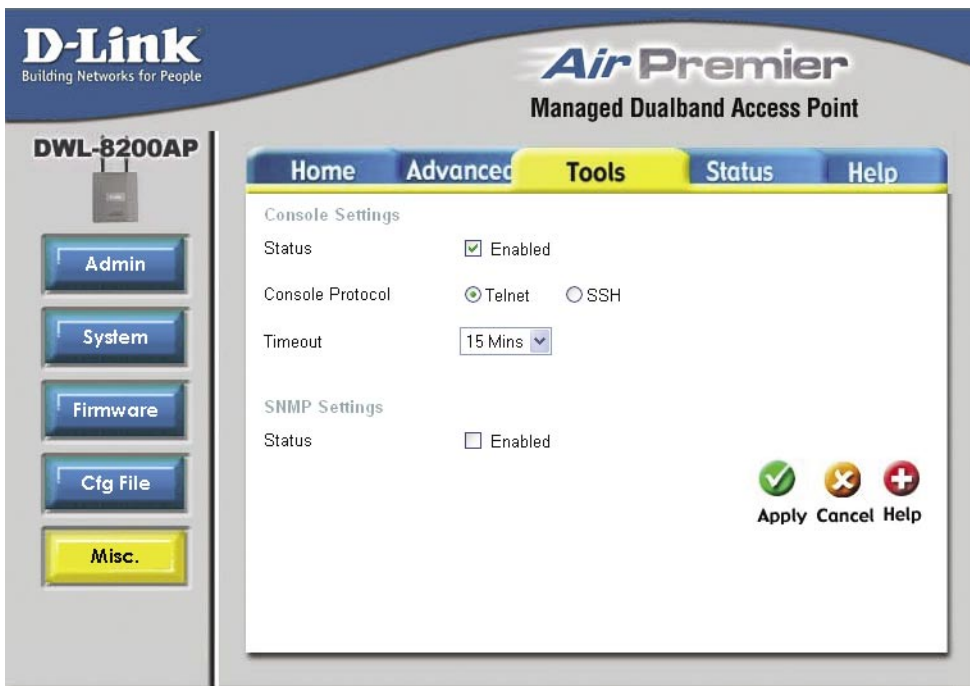 D-Link
Building Networks for People
Air Premier
Managed Dualband Access Point
DWL-8200AP
Home Advanced Tools Status Help
Admin
System
Firmware
Cfg File
Misc.
Console Settings
Status Enabled
Console Protocol Telnet SSH
Timeout 15 Mins
SNMP Settings
Status Enabled
Apply Cancel Help